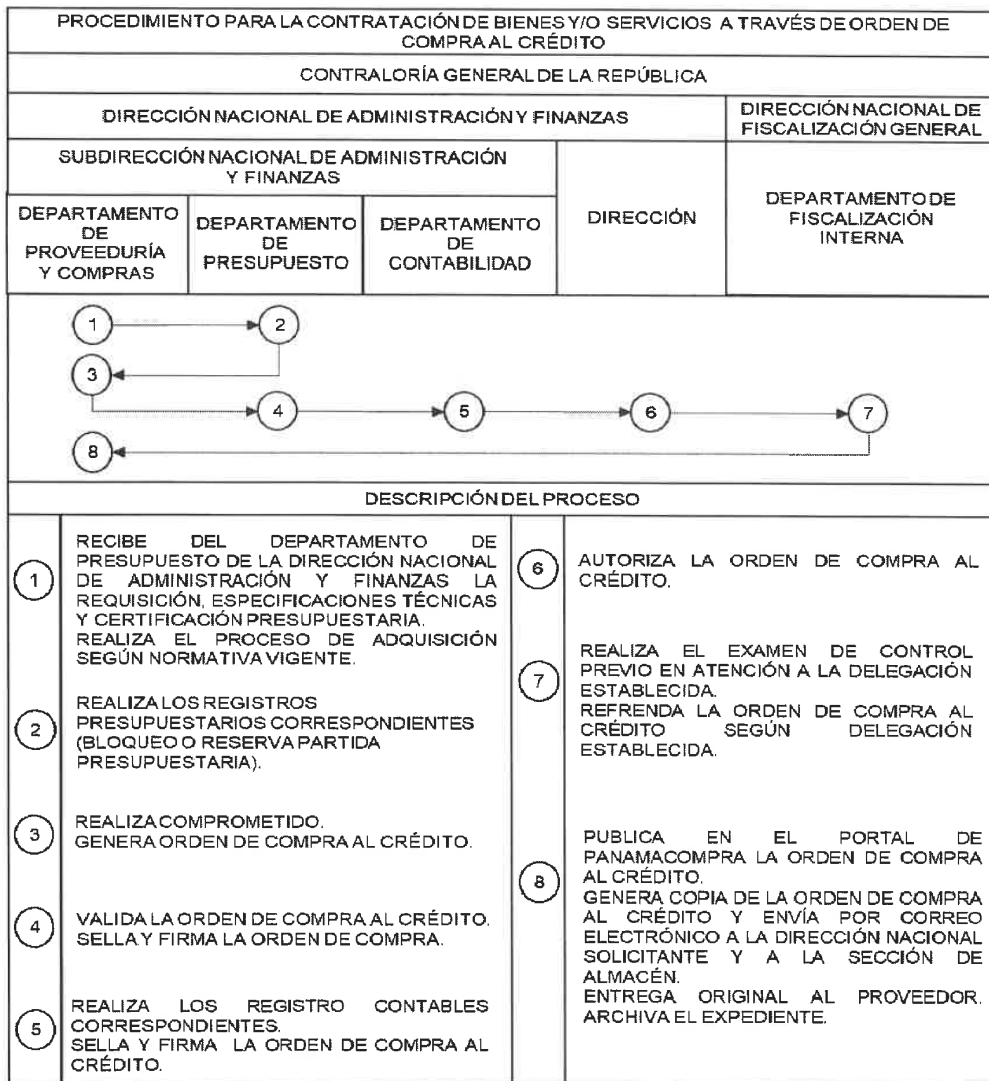 PROCEDIMIENTO PARA LA CONTRATACIÓN DE BIENES Y/O SERVICIOS A TRAVÉS DE ORDEN DE
COMPRA AL CRÉDITO
CONTRALORÍA GENERAL DE LA REPÚBLICA
DIRECCIÓN NACIONAL DE ADMINISTRACIÓN Y FINANZAS
DIRECCIÓN NACIONAL DE
FISCALIZACIÓN GENERAL
SUBDIRECCIÓN NACIONAL DE ADMINISTRACIÓN
Y FINANZAS
DIRECCIÓN
DEPARTAMENTO DE
FISCALIZACIÓN
INTERNA
DEPARTAMENTO
DE
PROVEEDURÍA
Y COMPRAS
DEPARTAMENTO
DE
PRESUPUESTO
DEPARTAMENTO
DE
CONTABILIDAD
1
2
3
4
5
6
7
8
DESCRIPCIÓN DEL PROCESO
1
RECIBE DEL DEPARTAMENTO DE
PRESUPUESTO DE LA DIRECCIÓN NACIONAL
DE ADMINISTRACIÓN Y FINANZAS LA
REQUISICIÓN, ESPECIFICACIONES TÉCNICAS
Y CERTIFICACIÓN PRESUPUESTARIA.
REALIZA EL PROCESO DE ADQUISICIÓN
SEGÚN NORMATIVA VIGENTE.
2
REALIZA LOS REGISTROS
PRESUPUESTARIOS CORRESPONDIENTES
(BLOQUEO O RESERVA PARTIDA
PRESUPUESTARIA).
3
REALIZA COMPROMETIDO.
GENERA ORDEN DE COMPRA AL CRÉDITO.
4
VALIDA LA ORDEN DE COMPRA AL CRÉDITO.
SELLA Y FIRMA LA ORDEN DE COMPRA.
5
REALIZA LOS REGISTRO CONTABLES
CORRESPONDIENTES.
SELLA Y FIRMA LA ORDEN DE COMPRA AL
CRÉDITO.
6
AUTORIZA LA ORDEN DE COMPRA AL
CRÉDITO.
7
REALIZA EL EXAMEN DE CONTROL
PREVIO EN ATENCIÓN A LA DELEGACIÓN
ESTABLECIDA.
REFRENDA LA ORDEN DE COMPRA AL
CRÉDITO SEGÚN DELEGACIÓN
ESTABLECIDA.
8
PUBLICA EN EL PORTAL DE
PANAMACOMPRA LA ORDEN DE COMPRA
AL CRÉDITO.
GENERA COPIA DE LA ORDEN DE COMPRA
AL CRÉDITO Y ENVÍA POR CORREO
ELECTRÓNICO A LA DIRECCIÓN NACIONAL
SOLICITANTE Y A LA SECCIÓN DE
ALMACÉN.
ENTREGA ORIGINAL AL PROVEEDOR.
ARCHIVA EL EXPEDIENTE.